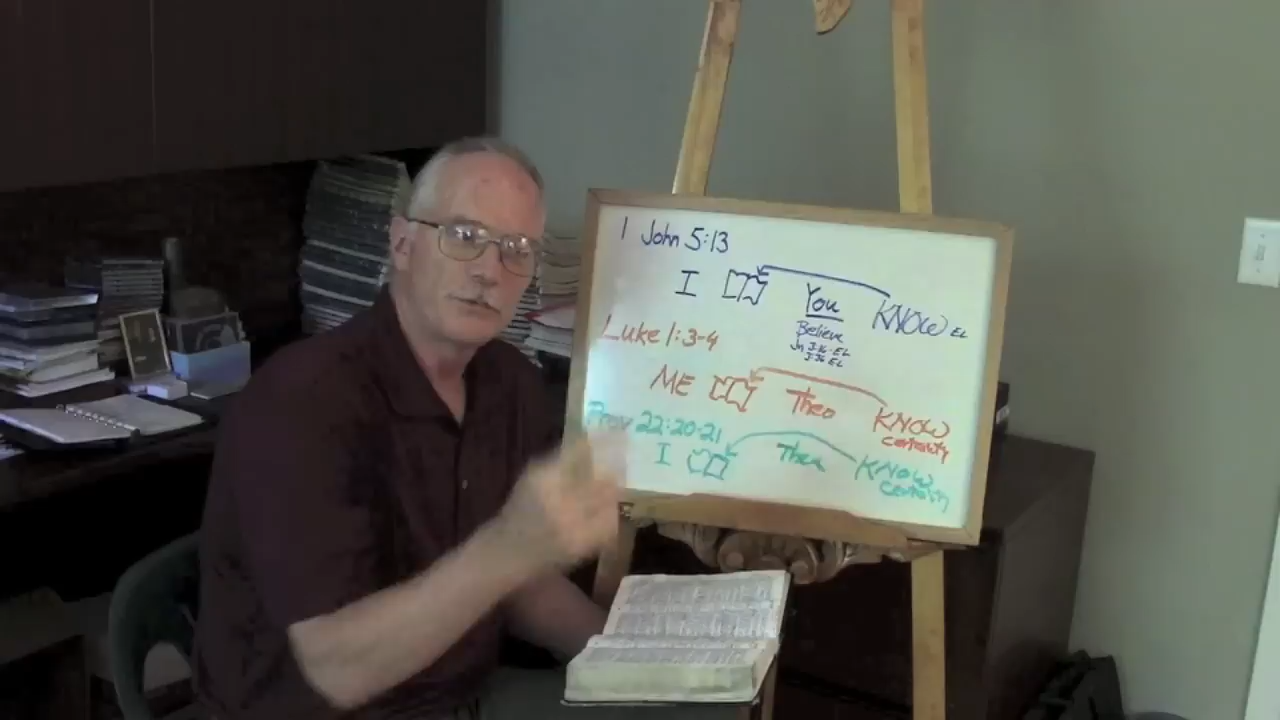 1 John 5:13
I You KNOW EL
Believe
Jn 3:16 - EL
3:36 EL
Luke 1:3-4
ME Theo KNOW
certainty
Prov 22:20-21
I Thee KNOW
certainty